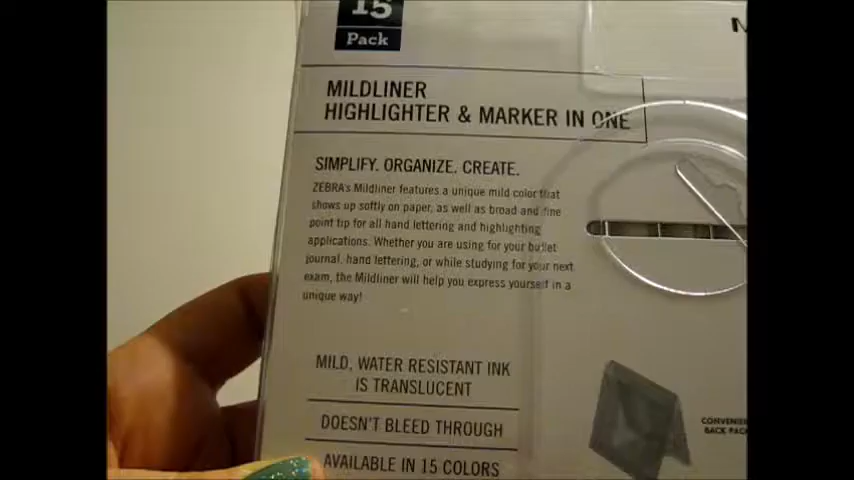 15
Pack
MILDLINER
HIGHLIGHTER & MARKER IN ONE
SIMPLIFY. ORGANIZE. CREATE.
ZEBRA's Mildliner features a unique mild color that
shows up softly on paper, as well as broad and fine
point tip for all hand lettering and highlighting
applications. Whether you are using for your bullet
journal, hand lettering, or while studying for your next
exam, the Mildliner will help you express yourself in a
unique way!
MILD, WATER RESISTANT INK
IS TRANSLUCENT
DOESN'T BLEED THROUGH
AVAILABLE IN 15 COLORS
BACK